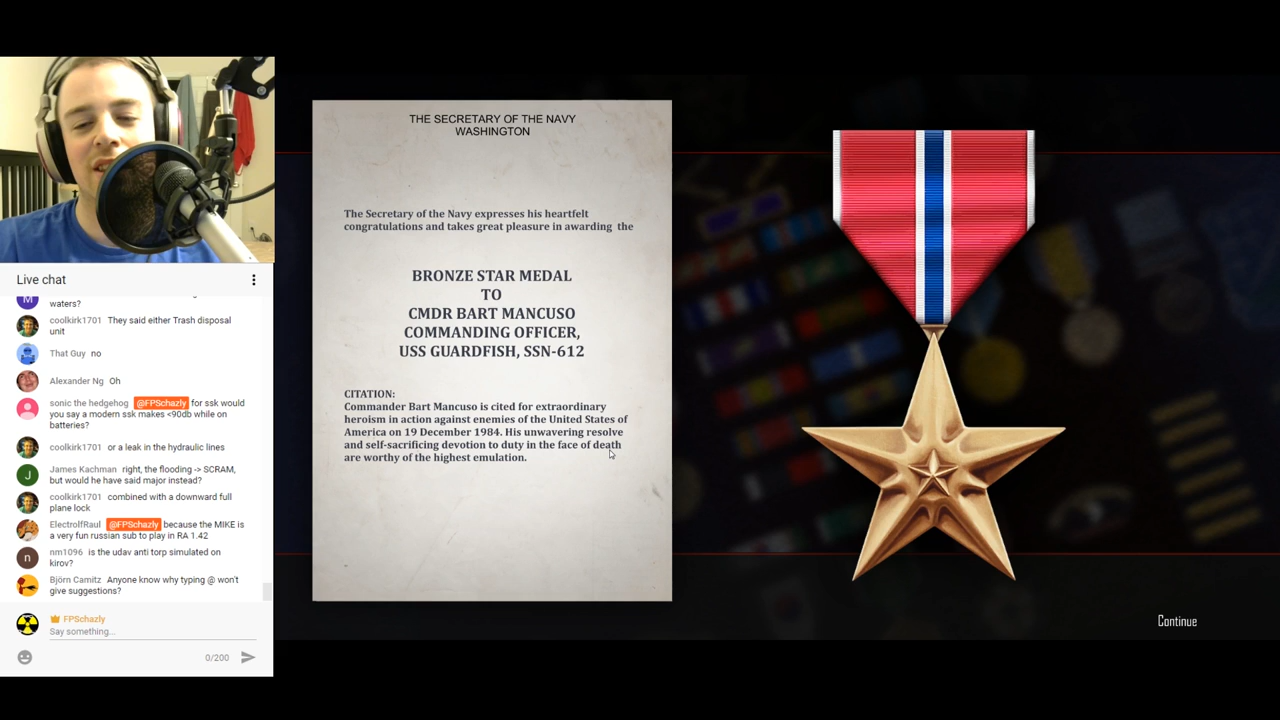 Live chat
waters?
coolkirk1701 They said either Trash disposal
unit
That Guy no
Alexander Ng Oh
sonic the hedgehog @FPSchazly for ssk would
you say a modern ssk makes <90db while on
batteries?
coolkirk1701 or a leak in the hydraulic lines
James Kachman right, the flooding -> SCRAM,
but would he have said major instead?
coolkirk1701 combined with a downward full
plane lock
ElectrolfRaul @FPSchazly because the MIKE is
a very fun russian sub to play in RA 1.42
nm1096 is the udav anti torp simulated on
kirov?
Björn Camitz Anyone know why typing @ won't
give suggestions?
FPSchazly
Say something...
0/200
THE SECRETARY OF THE NAVY
WASHINGTON
The Secretary of the Navy expresses his heartfelt
congratulations and takes great pleasure in awarding the
BRONZE STAR MEDAL
TO
CMDR BART MANCUSO
COMMANDING OFFICER,
USS GUARDFISH, SSN-612
CITATION:
Commander Bart Mancuso is cited for extraordinary
heroism in action against enemies of the United States of
America on 19 December 1984. His unwavering resolve
and self-sacrificing devotion to duty in the face of death
are worthy of the highest emulation.
Continue